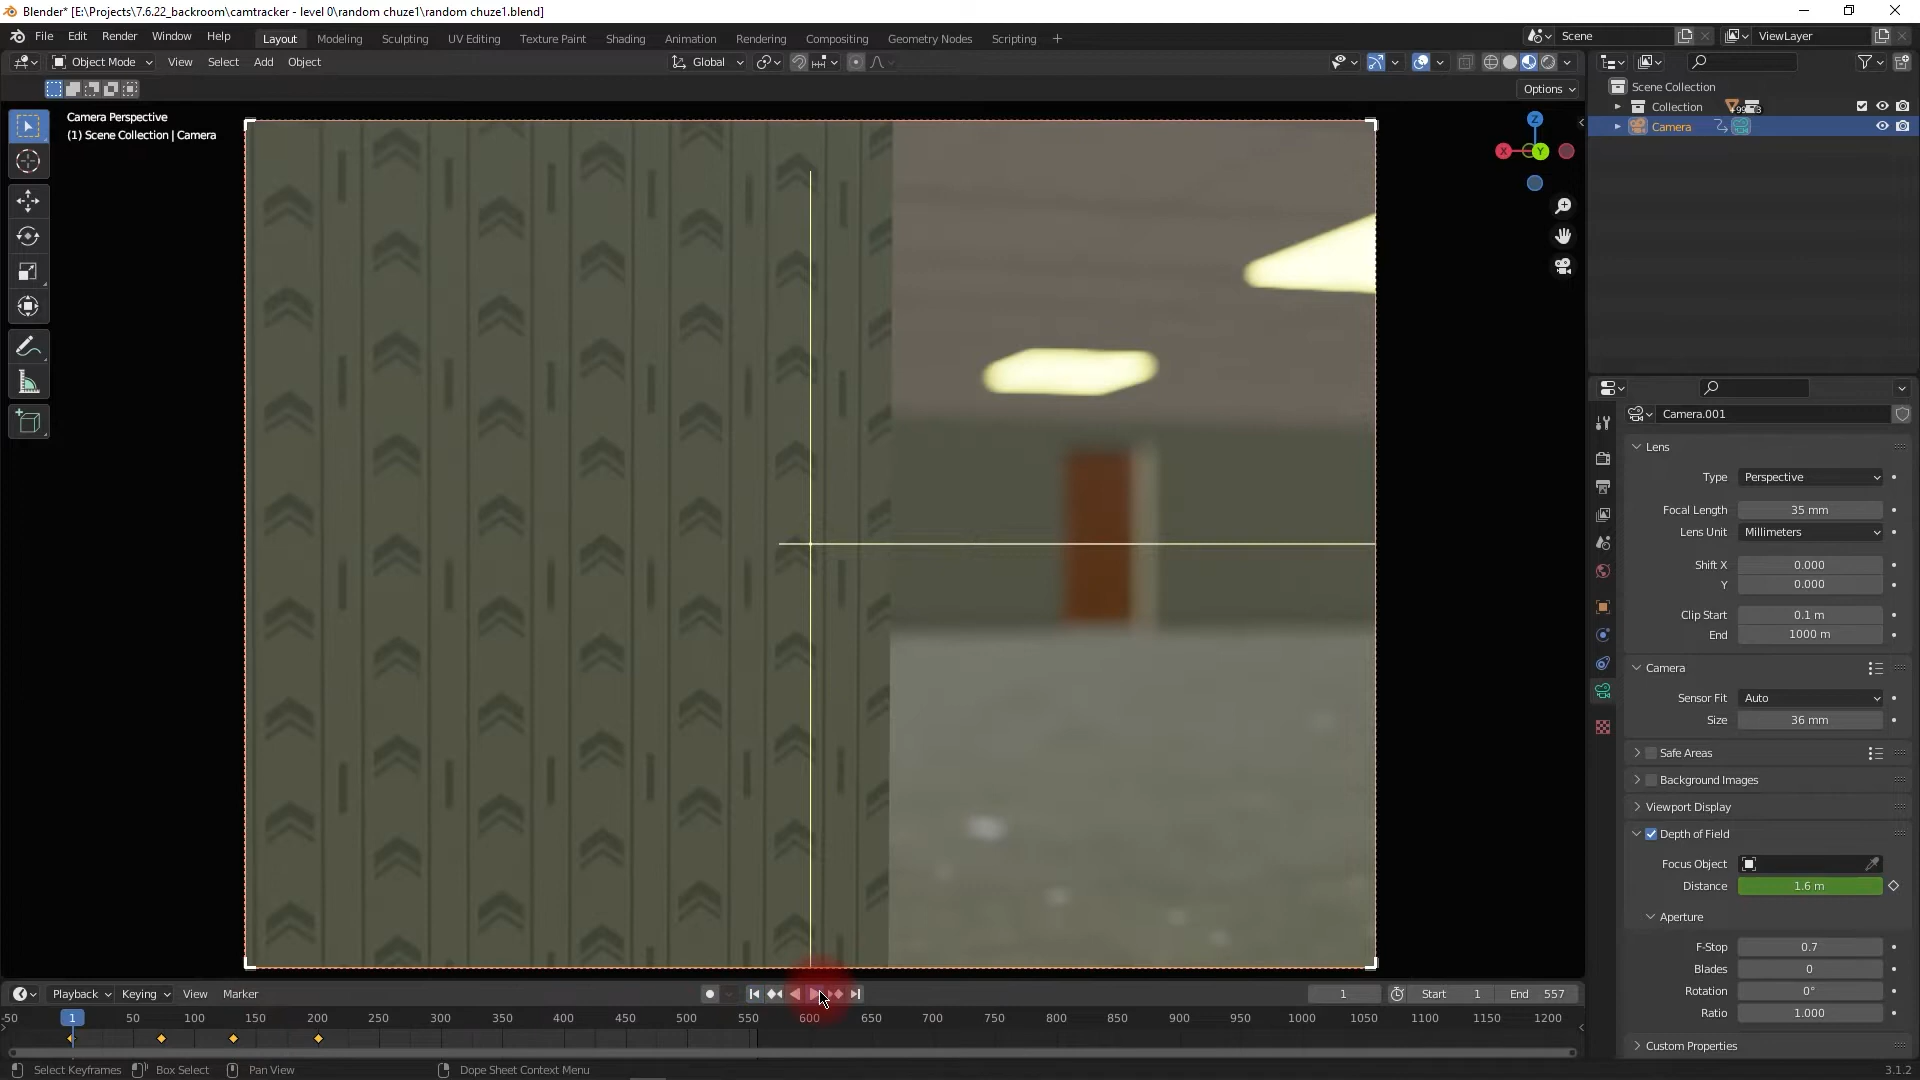 Blender* [E:\Projects\7.6.22_backroom\camtracker - level 0\random chuze1\random chuze1.blend]
File Edit Render Window Help Layout Modeling Sculpting UV Editing Texture Paint Shading Animation Rendering Compositing Geometry Nodes Scripting + Scene ViewLayer
Object Mode View Select Add Object Global
Options
Camera Perspective
(1) Scene Collection | Camera
Z
X Y
Scene Collection
Collection
Camera
Camera.001
Lens
Type Perspective
Focal Length 35 mm
Lens Unit Millimeters
Shift X 0.000
Y 0.000
Clip Start 0.1 m
End 1000 m
Camera
Sensor Fit Auto
Size 36 mm
Safe Areas
Background Images
Viewport Display
Depth of Field
Focus Object
Distance 1.6 m
Aperture
F-Stop 0.7
Blades 0
Rotation 0°
Ratio 1.000
Custom Properties
Playback Keying View Marker 1 Start 1 End 557
-50 1 50 100 150 200 250 300 350 400 450 500 550 600 650 700 750 800 850 900 950 1000 1050 1100 1150 1200
Select Keyframes Box Select Pan View Dope Sheet Context Menu 3.1.2